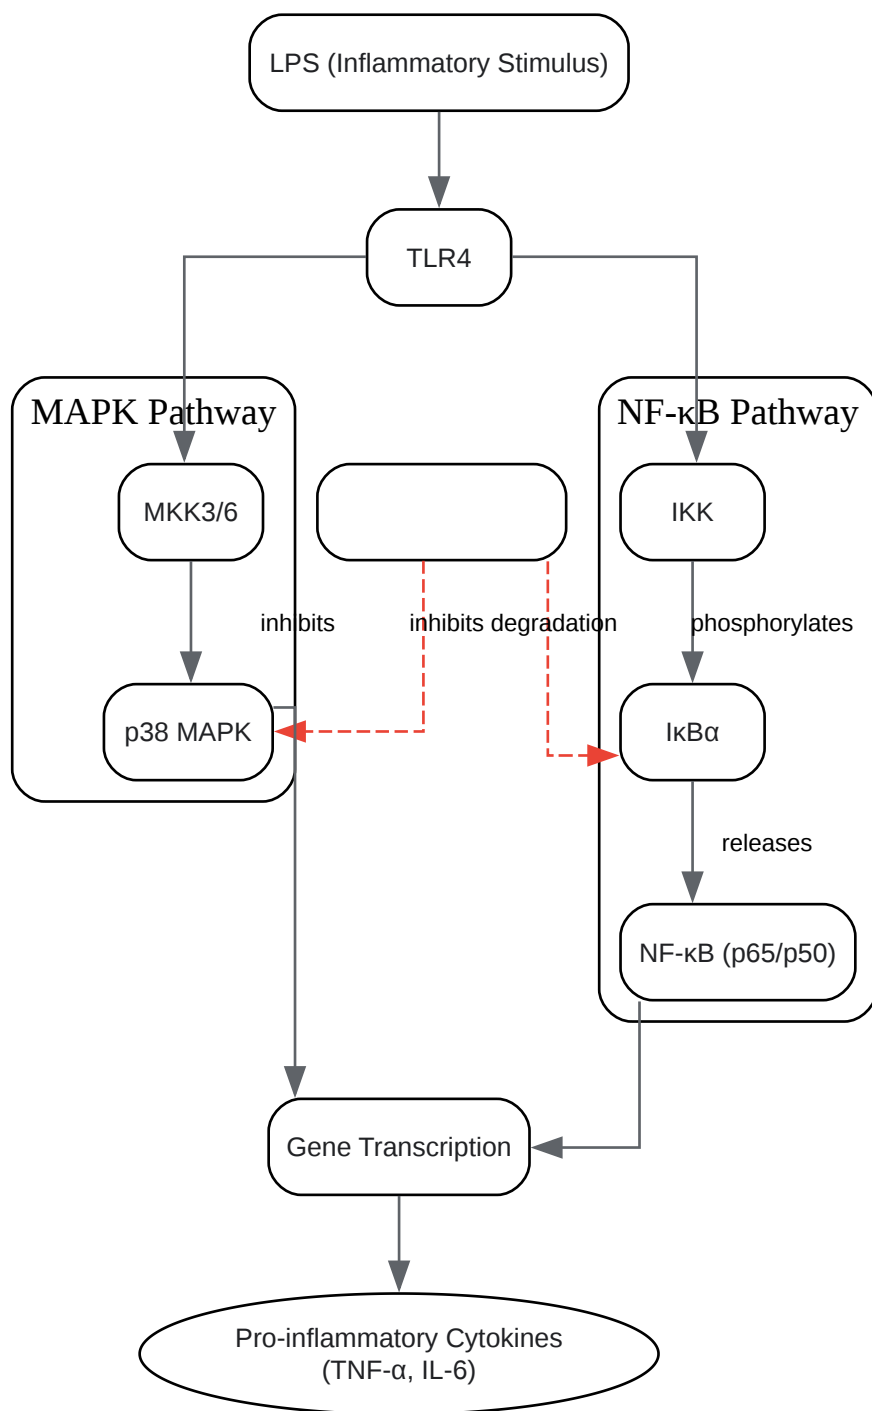 LPS (Inflammatory Stimulus)
TLR4
MAPK Pathway
NF-κB Pathway
MKK3/6
IKK
inhibits
inhibits degradation
phosphorylates
p38 MAPK
IκBα
releases
NF-κB (p65/p50)
Gene Transcription
Pro-inflammatory Cytokines
(TNF-α, IL-6)